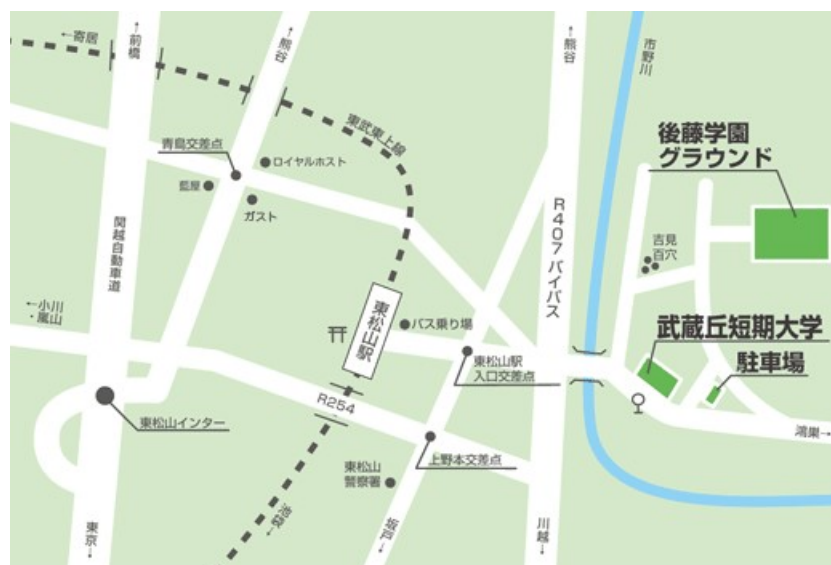 ←寄居
←前橋
←熊谷
←熊谷
市野川
後藤学園
グラウンド
東武東上線
青鳥交差点
ロイヤルホスト
藍屋
ガスト
R407 バイパス
吉見
百穴
関越自動車道
←小川
・嵐山
東松山駅
バス乗り場
武蔵丘短期大学
駐車場
東松山駅
入口交差点
R254
東松山インター
鴻巣→
上野本交差点
東松山
警察署
池袋→
東京→
坂戸→
川越→